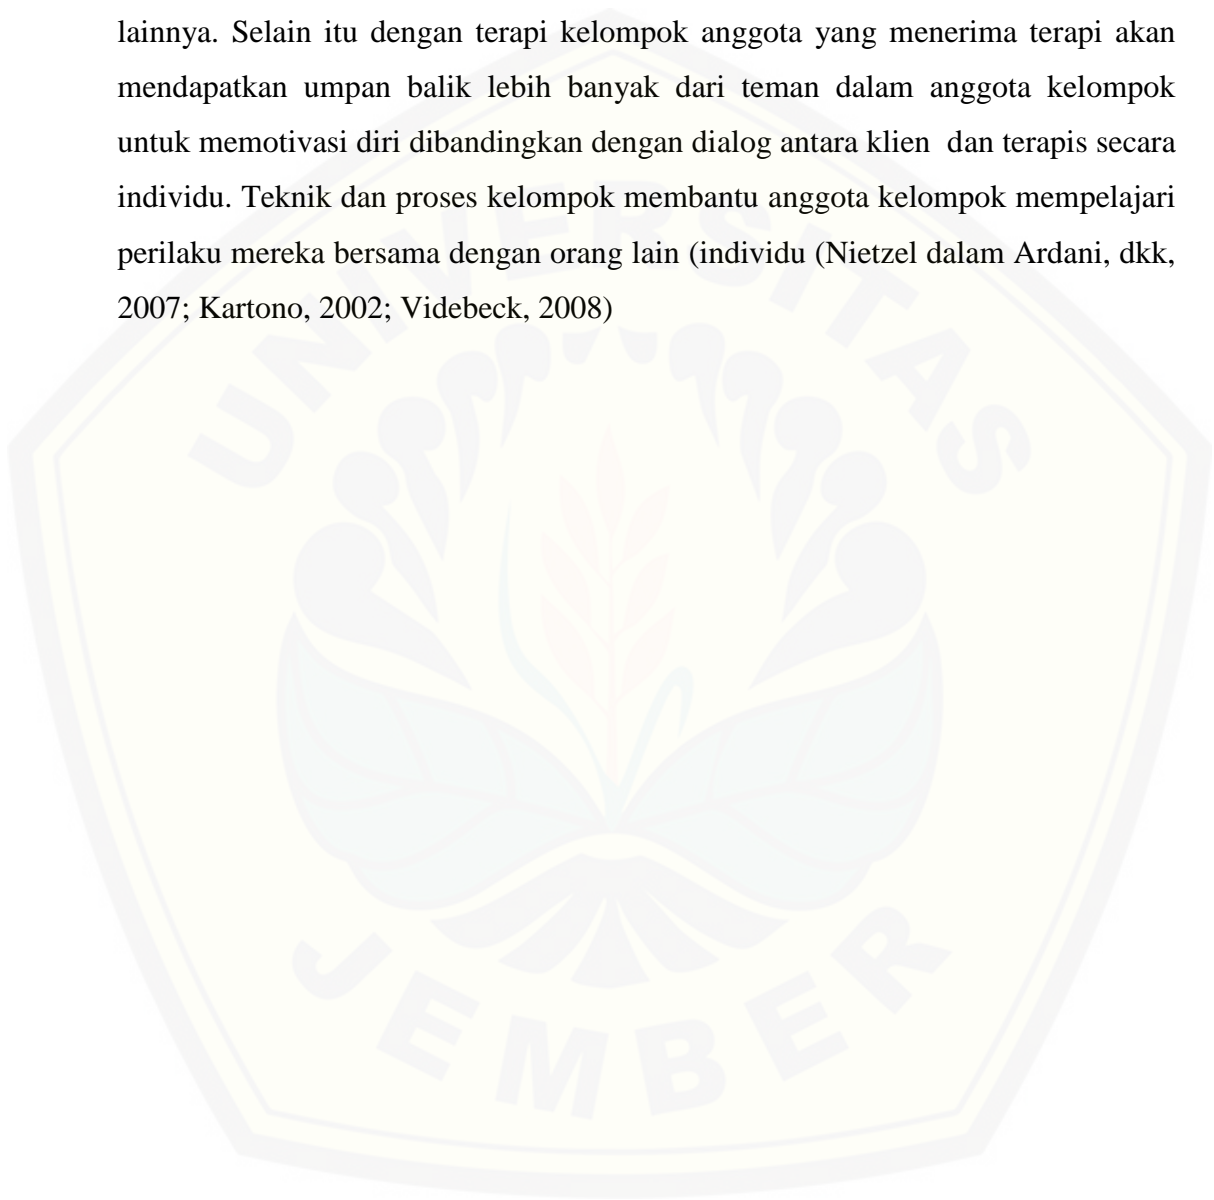 lainnya. Selain itu dengan terapi kelompok anggota yang menerima terapi akan
mendapatkan umpan balik lebih banyak dari teman dalam anggota kelompok
untuk memotivasi diri dibandingkan dengan dialog antara klien  dan terapis secara
individu. Teknik dan proses kelompok membantu anggota kelompok mempelajari
perilaku mereka bersama dengan orang lain (individu (Nietzel dalam Ardani, dkk,
2007; Kartono, 2002; Videbeck, 2008)
UNIVERSITAS
JEMBER